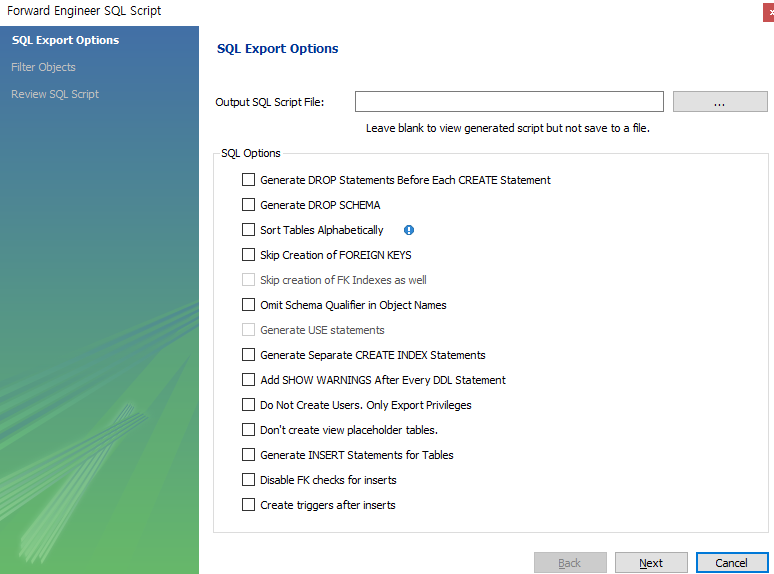 Forward Engineer SQL Script
SQL Export Options
Filter Objects
Review SQL Script
SQL Export Options
Output SQL Script File:
...
Leave blank to view generated script but not save to a file.
SQL Options
Generate DROP Statements Before Each CREATE Statement
Generate DROP SCHEMA
Sort Tables Alphabetically
Skip Creation of FOREIGN KEYS
Skip creation of FK Indexes as well
Omit Schema Qualifier in Object Names
Generate USE statements
Generate Separate CREATE INDEX Statements
Add SHOW WARNINGS After Every DDL Statement
Do Not Create Users. Only Export Privileges
Don't create view placeholder tables.
Generate INSERT Statements for Tables
Disable FK checks for inserts
Create triggers after inserts
Back Next Cancel